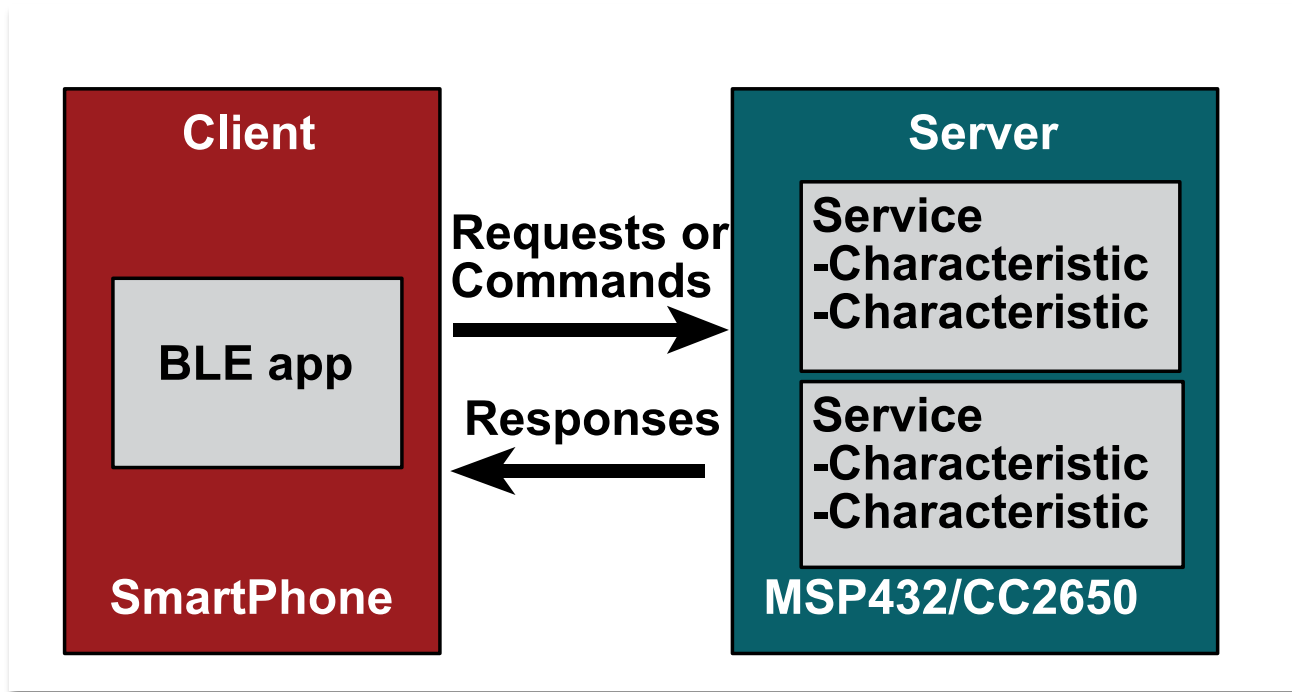 Client
BLE app
SmartPhone
Requests or
Commands
Responses
Server
Service
-Characteristic
-Characteristic
Service
-Characteristic
-Characteristic
MSP432/CC2650